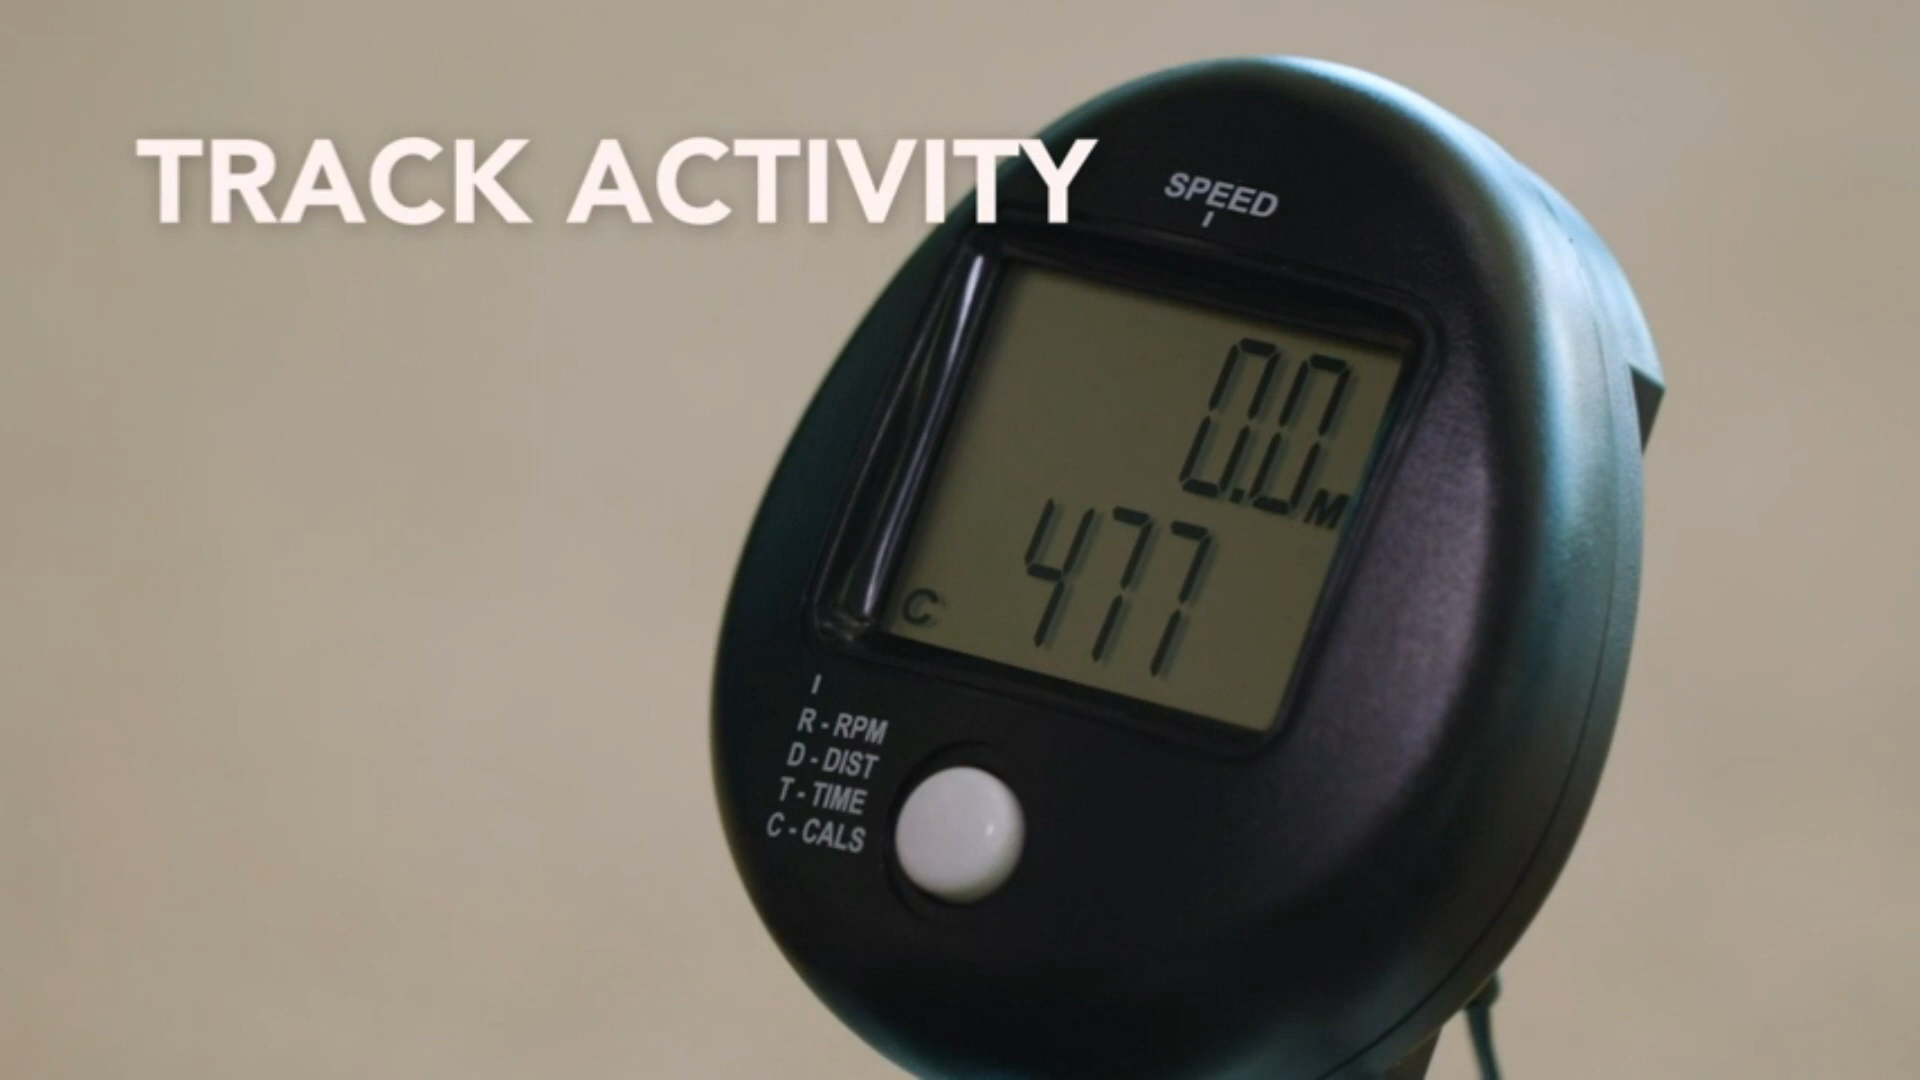 TRACK ACTIVITY
SPEED
0.0 M
C 477
R - RPM
D - DIST
T - TIME
C - CALS